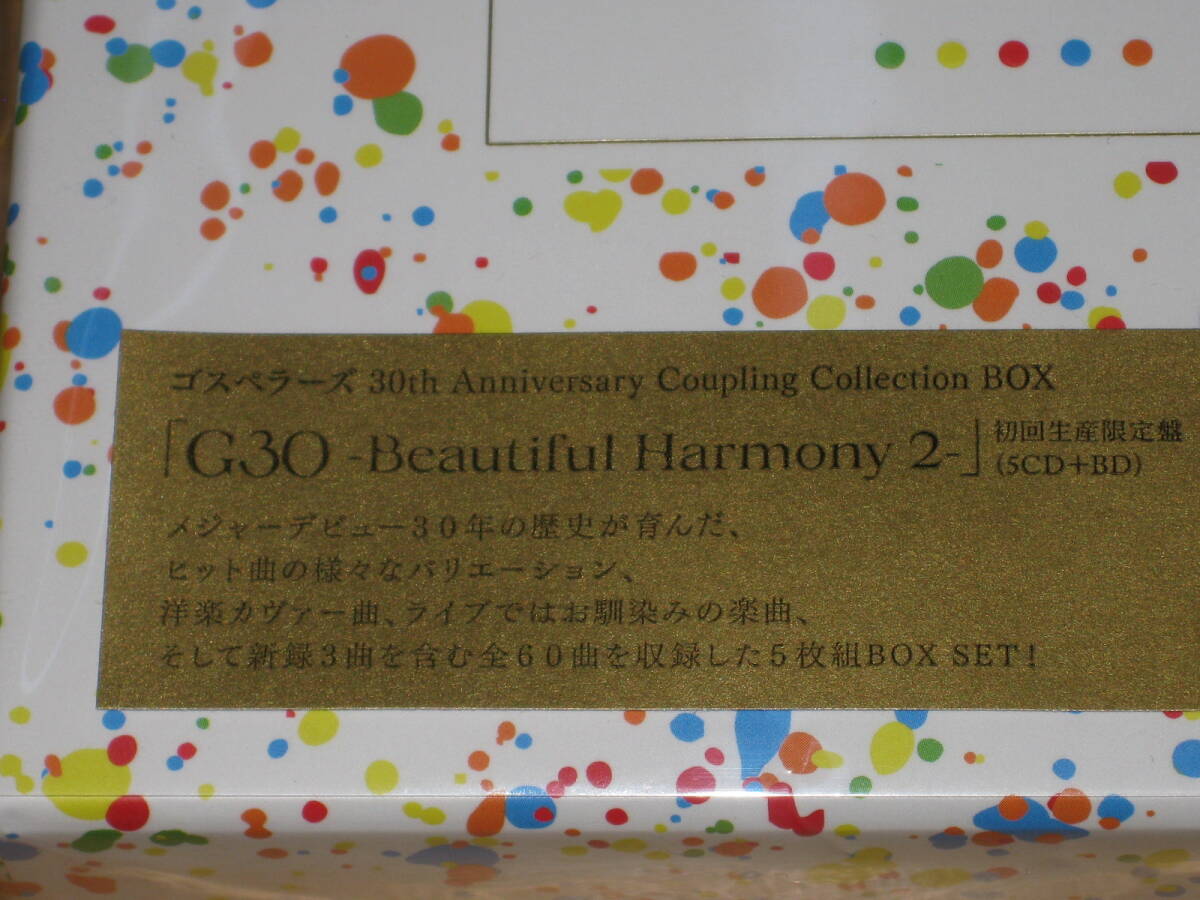 ゴスペラーズ 30th Anniversary Coupling Collection BOX
「G30 -Beautiful Harmony 2-」初回生産限定盤
(5CD+BD)
メジャーデビュー30年の歴史が育んだ、
ヒット曲の様々なバリエーション、
洋楽カヴァー曲、ライブではお馴染みの楽曲、
そして新録3曲を含む全60曲を収録した5枚組BOX SET!